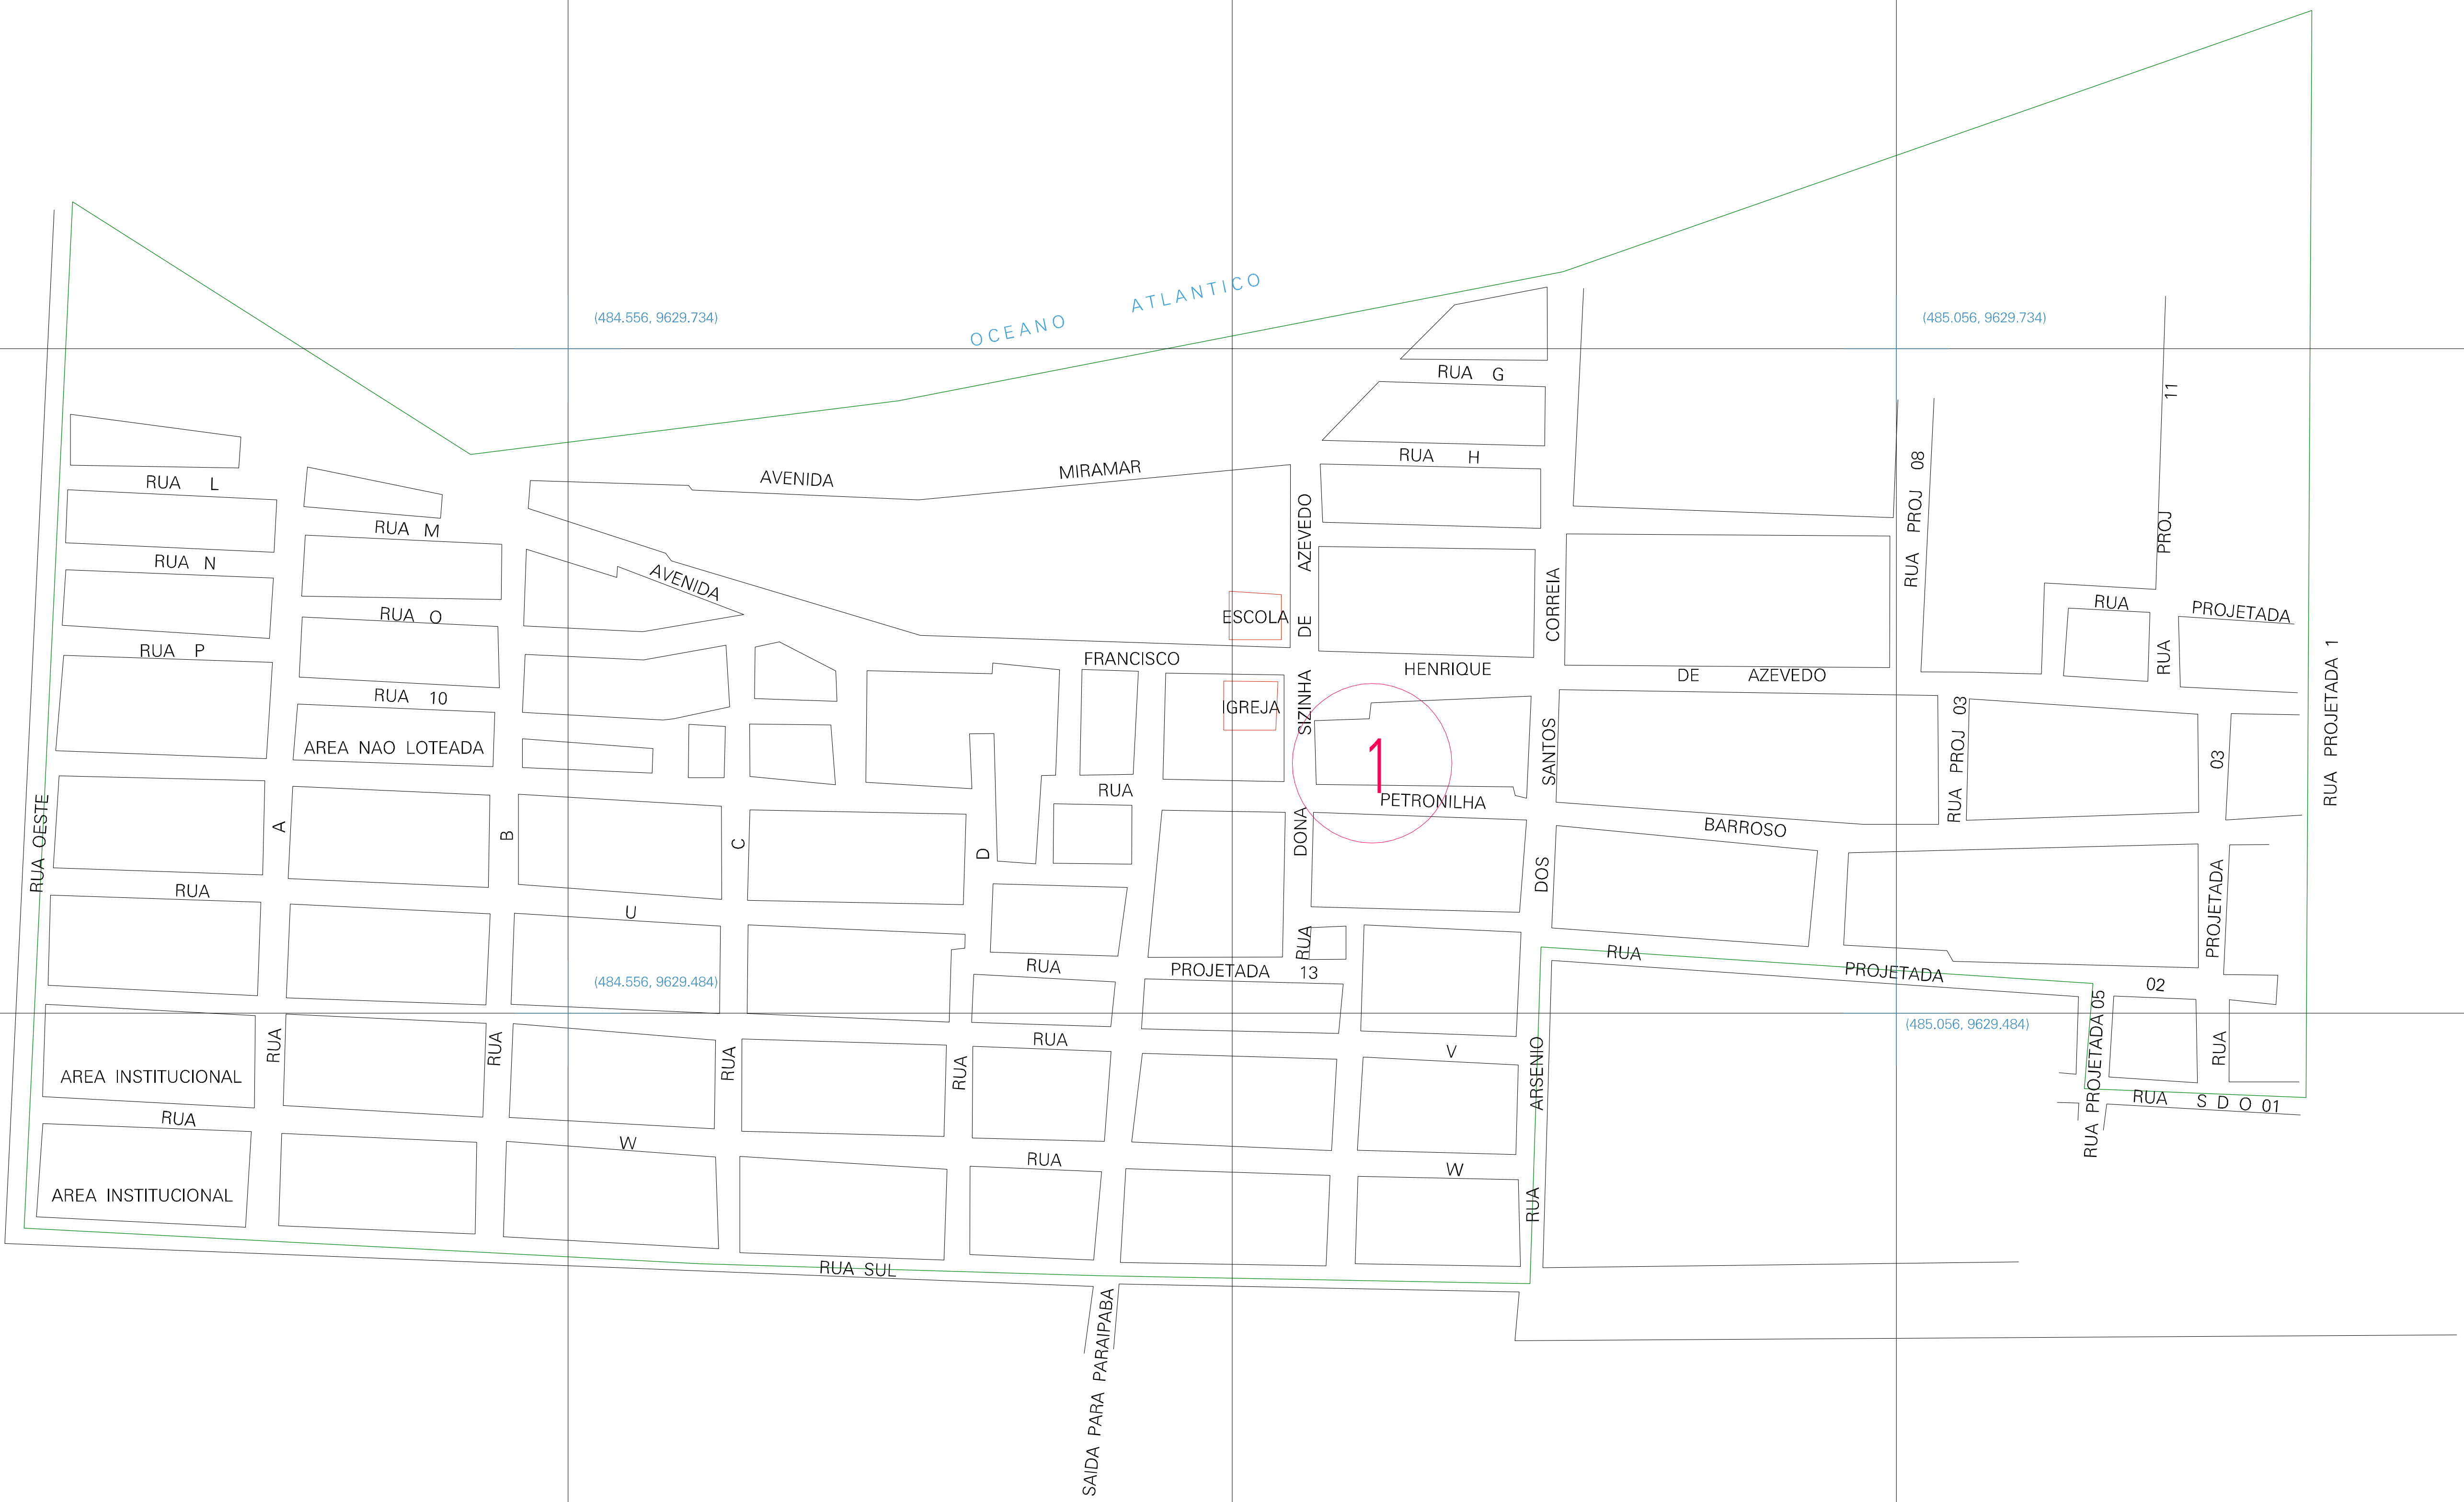 OCEANO ATLANTICO
(484.556, 9629.734)
(485.056, 9629.734)
RUA G
11
RUA H
AVENIDA MIRAMAR
RUA L
RUA M
RUA N
AVENIDA
RUA O
RUA P
RUA 10
AREA NAO LOTEADA
ESCOLA
IGREJA
FRANCISCO HENRIQUE DE AZEVEDO
RUA PROJ 08
RUA PROJ 11
RUA PROJETADA
RUA PROJETADA 1
RUA PROJ 03
RUA PROJETADA 03
RUA DONA SIZINHA DE AZEVEDO
RUA ARSENIO DOS SANTOS CORREIA
1
RUA PETRONILHA BARROSO
RUA OESTE
RUA A
RUA B
RUA C
RUA D
RUA U
RUA PROJETADA 13
RUA PROJETADA 02
(484.556, 9629.484)
(485.056, 9629.484)
RUA V
AREA INSTITUCIONAL
RUA PROJETADA 05
RUA S D O 01
RUA W
RUA W
AREA INSTITUCIONAL
RUA SUL
SAIDA PARA PARAIPABA